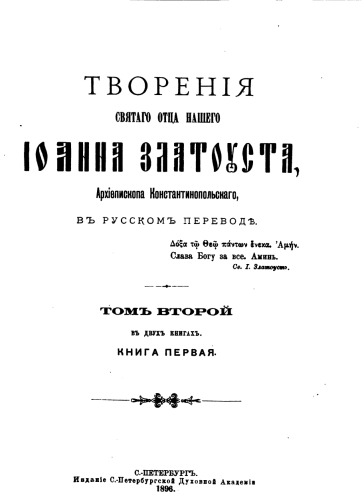 ТВОРЕНІЯ
СВЯТАГО ОТЦА НАШЕГО
ІОАННА ЗЛАТОУСТА,
Архіепископа Константинопольскаго,
ВЪ РУССКОМЪ ПЕРЕВОДѢ.
Δόξα τῷ Θεῷ πάντων ἕνεκα. Ἀμήν.
Слава Богу за все. Аминь.
Св. І. Златоустъ.
ТОМЪ ВТОРОЙ
ВЪ ДВУХЪ КНИГАХЪ.
КНИГА ПЕРВАЯ.
С.-ПЕТЕРБУРГЪ.
Изданіе С.-Петербургской Духовной Академіи
1896.